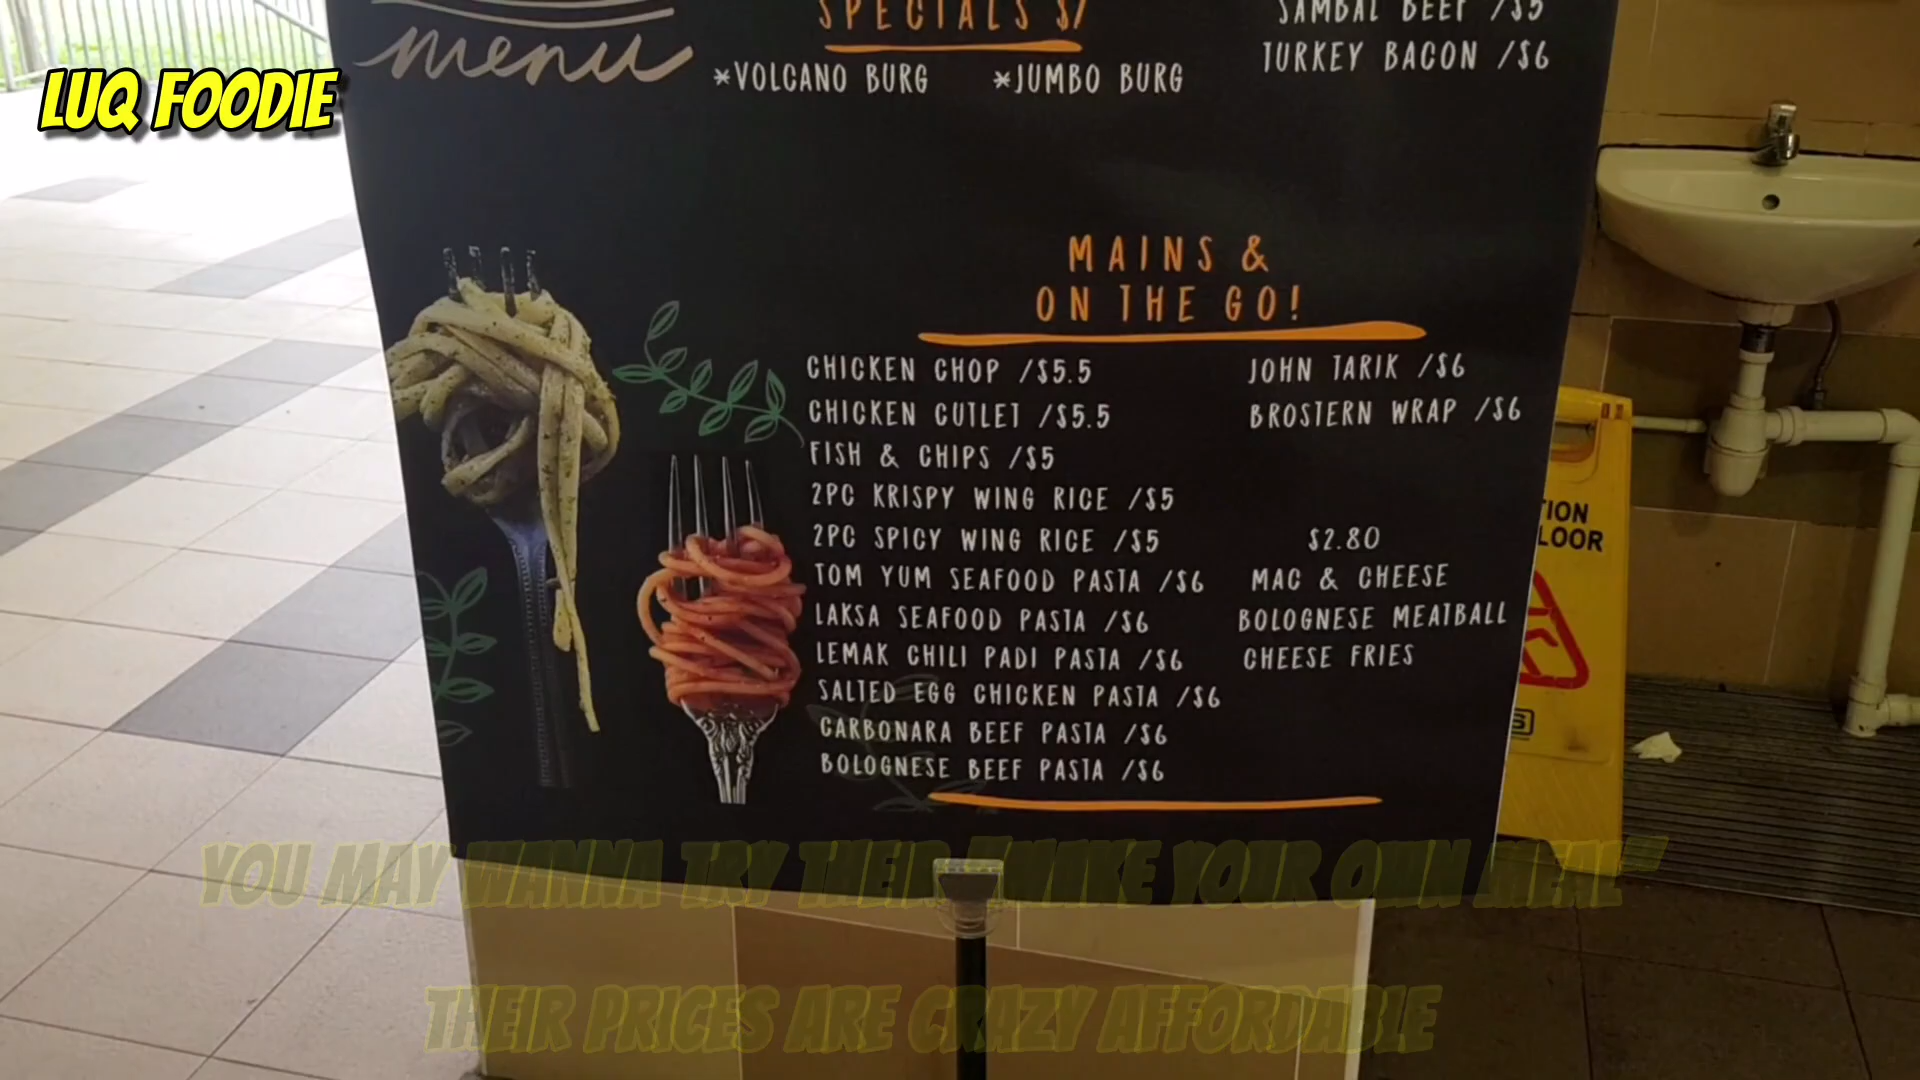 LUQ FOODIE
menu
SPECIALS $7
*VOLCANO BURG *JUMBO BURG
SAMBAL BEEF /$5
TURKEY BACON /$6
MAINS &
ON THE GO!
CHICKEN CHOP /$5.5
CHICKEN CUTLET /$5.5
FISH & CHIPS /$5
2PC KRISPY WING RICE /$5
2PC SPICY WING RICE /$5
TOM YUM SEAFOOD PASTA /$6
LAKSA SEAFOOD PASTA /$6
LEMAK CHILI PADI PASTA /$6
SALTED EGG CHICKEN PASTA /$6
CARBONARA BEEF PASTA /$6
BOLOGNESE BEEF PASTA /$6
JOHN TARIK /$6
BROSTERN WRAP /$6
$2.80
MAC & CHEESE
BOLOGNESE MEATBALL
CHEESE FRIES
TION
LOOR
YOU MAY WANNA TRY THEIR "MAKE YOUR OWN MEAL"
THEIR PRICES ARE CRAZY AFFORDABLE